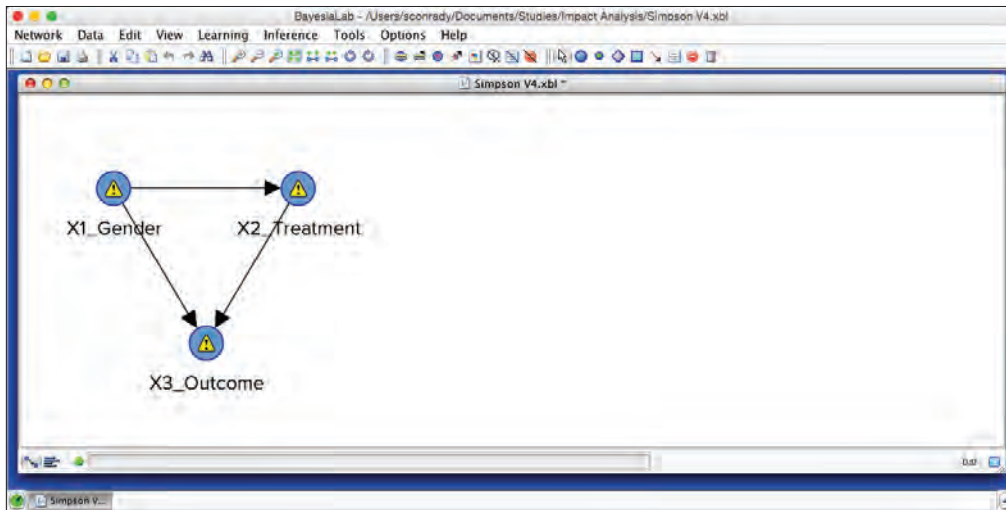 BayesiaLab - /Users/sconrady/Documents/Studies/Impact Analysis/Simpson V4.xbl
Network Data Edit View Learning Inference Tools Options Help
Simpson V4.xbl *
X1_Gender X2_Treatment
X3_Outcome
Simpson V...